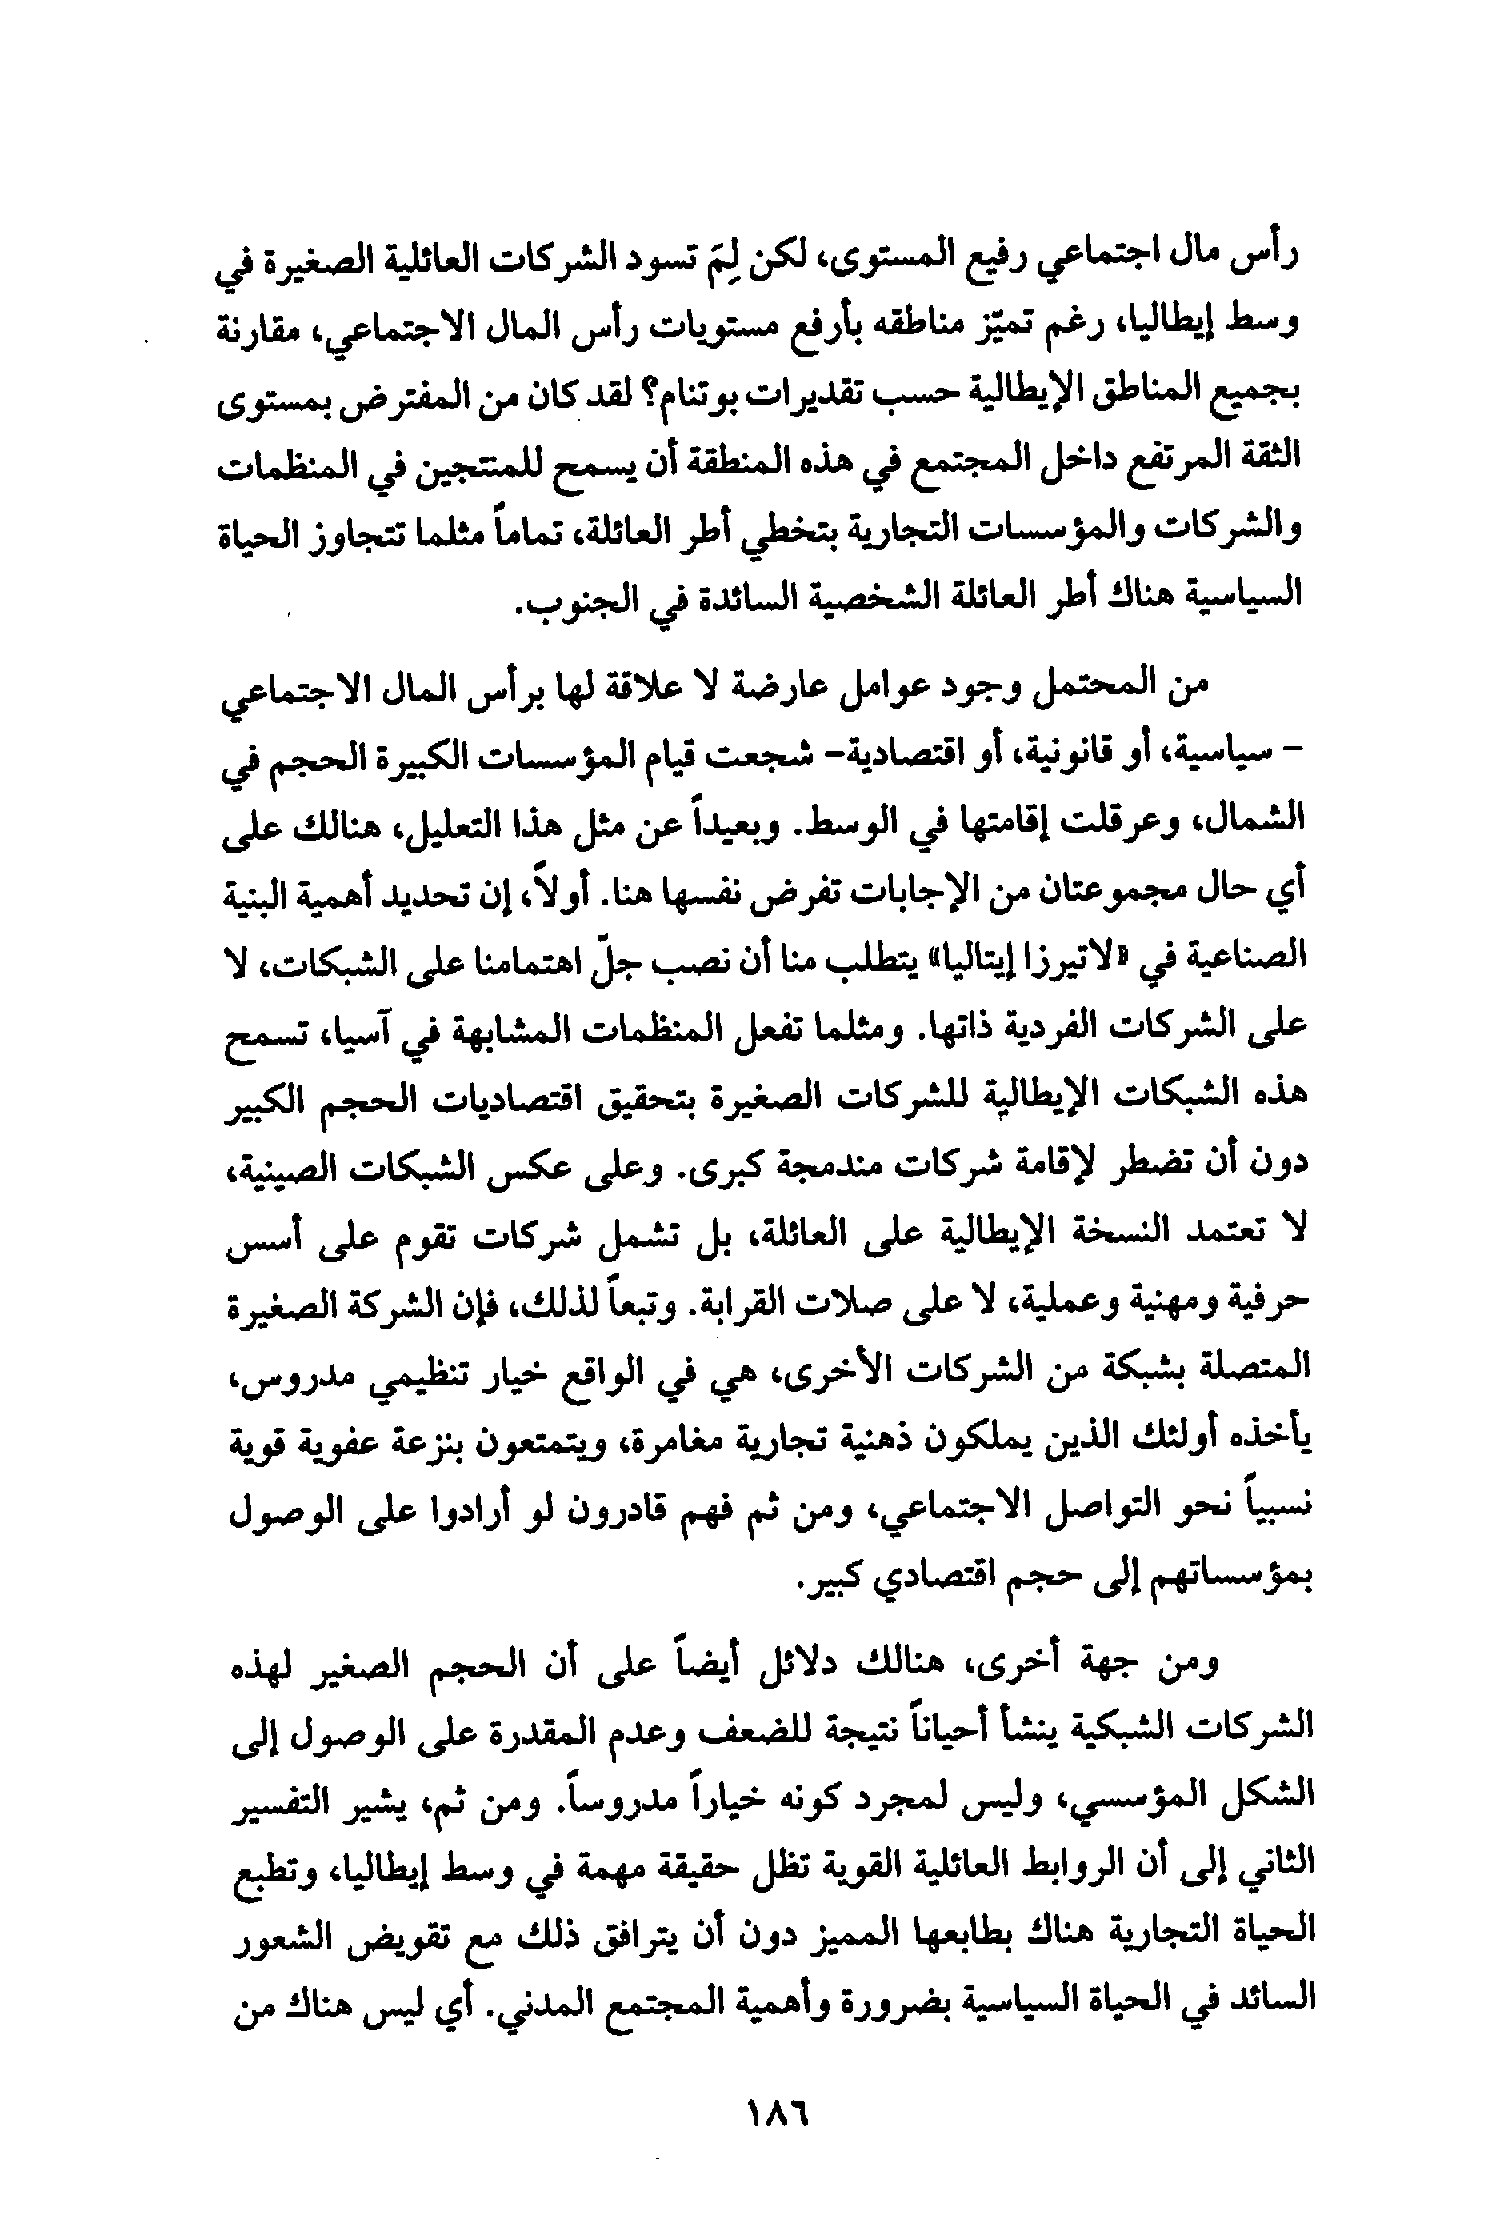 رأس مال اجتماعي رفيع المستوى، لكن لِمَ تسود الشركات العائلية الصغيرة في
وسط إيطاليا، رغم تميّز مناطقه بأرفع مستويات رأس المال الاجتماعي، مقارنة
بجميع المناطق الإيطالية حسب تقديرات بوتنام؟ لقد كان من المفترض بمستوى
الثقة المرتفع داخل المجتمع في هذه المنطقة أن يسمح للمنتجين في المنظمات
والشركات والمؤسسات التجارية بتخطي أطر العائلة، تماماً مثلما تتجاوز الحياة
السياسية هناك أطر العائلة الشخصية السائدة في الجنوب.
من المحتمل وجود عوامل عارضة لا علاقة لها برأس المال الاجتماعي
- سياسية، أو قانونية، أو اقتصادية- شجعت قيام المؤسسات الكبيرة الحجم في
الشمال، وعرقلت إقامتها في الوسط. وبعيداً عن مثل هذا التعليل، هنالك على
أي حال مجموعتان من الإجابات تفرض نفسها هنا. أولاً، إن تحديد أهمية البنية
الصناعية في «لاتيرزا إيتاليا» يتطلب منا أن نصب جلّ اهتمامنا على الشبكات، لا
على الشركات الفردية ذاتها. ومثلما تفعل المنظمات المشابهة في آسيا، تسمح
هذه الشبكات الإيطالية للشركات الصغيرة بتحقيق اقتصاديات الحجم الكبير
دون أن تضطر لإقامة شركات مندمجة كبرى. وعلى عكس الشبكات الصينية،
لا تعتمد النسخة الإيطالية على العائلة، بل تشمل شركات تقوم على أسس
حرفية ومهنية وعملية، لا على صلات القرابة. وتبعاً لذلك، فإن الشركة الصغيرة
المتصلة بشبكة من الشركات الأخرى، هي في الواقع خيار تنظيمي مدروس،
يأخذه أولئك الذين يملكون ذهنية تجارية مغامرة، ويتمتعون بنزعة عفوية قوية
نسبياً نحو التواصل الاجتماعي، ومن ثم فهم قادرون لو أرادوا على الوصول
بمؤسساتهم إلى حجم اقتصادي كبير.
ومن جهة أخرى، هنالك دلائل أيضاً على أن الحجم الصغير لهذه
الشركات الشبكية ينشأ أحياناً نتيجة للضعف وعدم المقدرة على الوصول إلى
الشكل المؤسسي، وليس لمجرد كونه خياراً مدروساً. ومن ثم، يشير التفسير
الثاني إلى أن الروابط العائلية القوية تظل حقيقة مهمة في وسط إيطاليا، وتطبع
الحياة التجارية هناك بطابعها المميز دون أن يترافق ذلك مع تقويض الشعور
السائد في الحياة السياسية بضرورة وأهمية المجتمع المدني. أي ليس هناك من
١٨٦